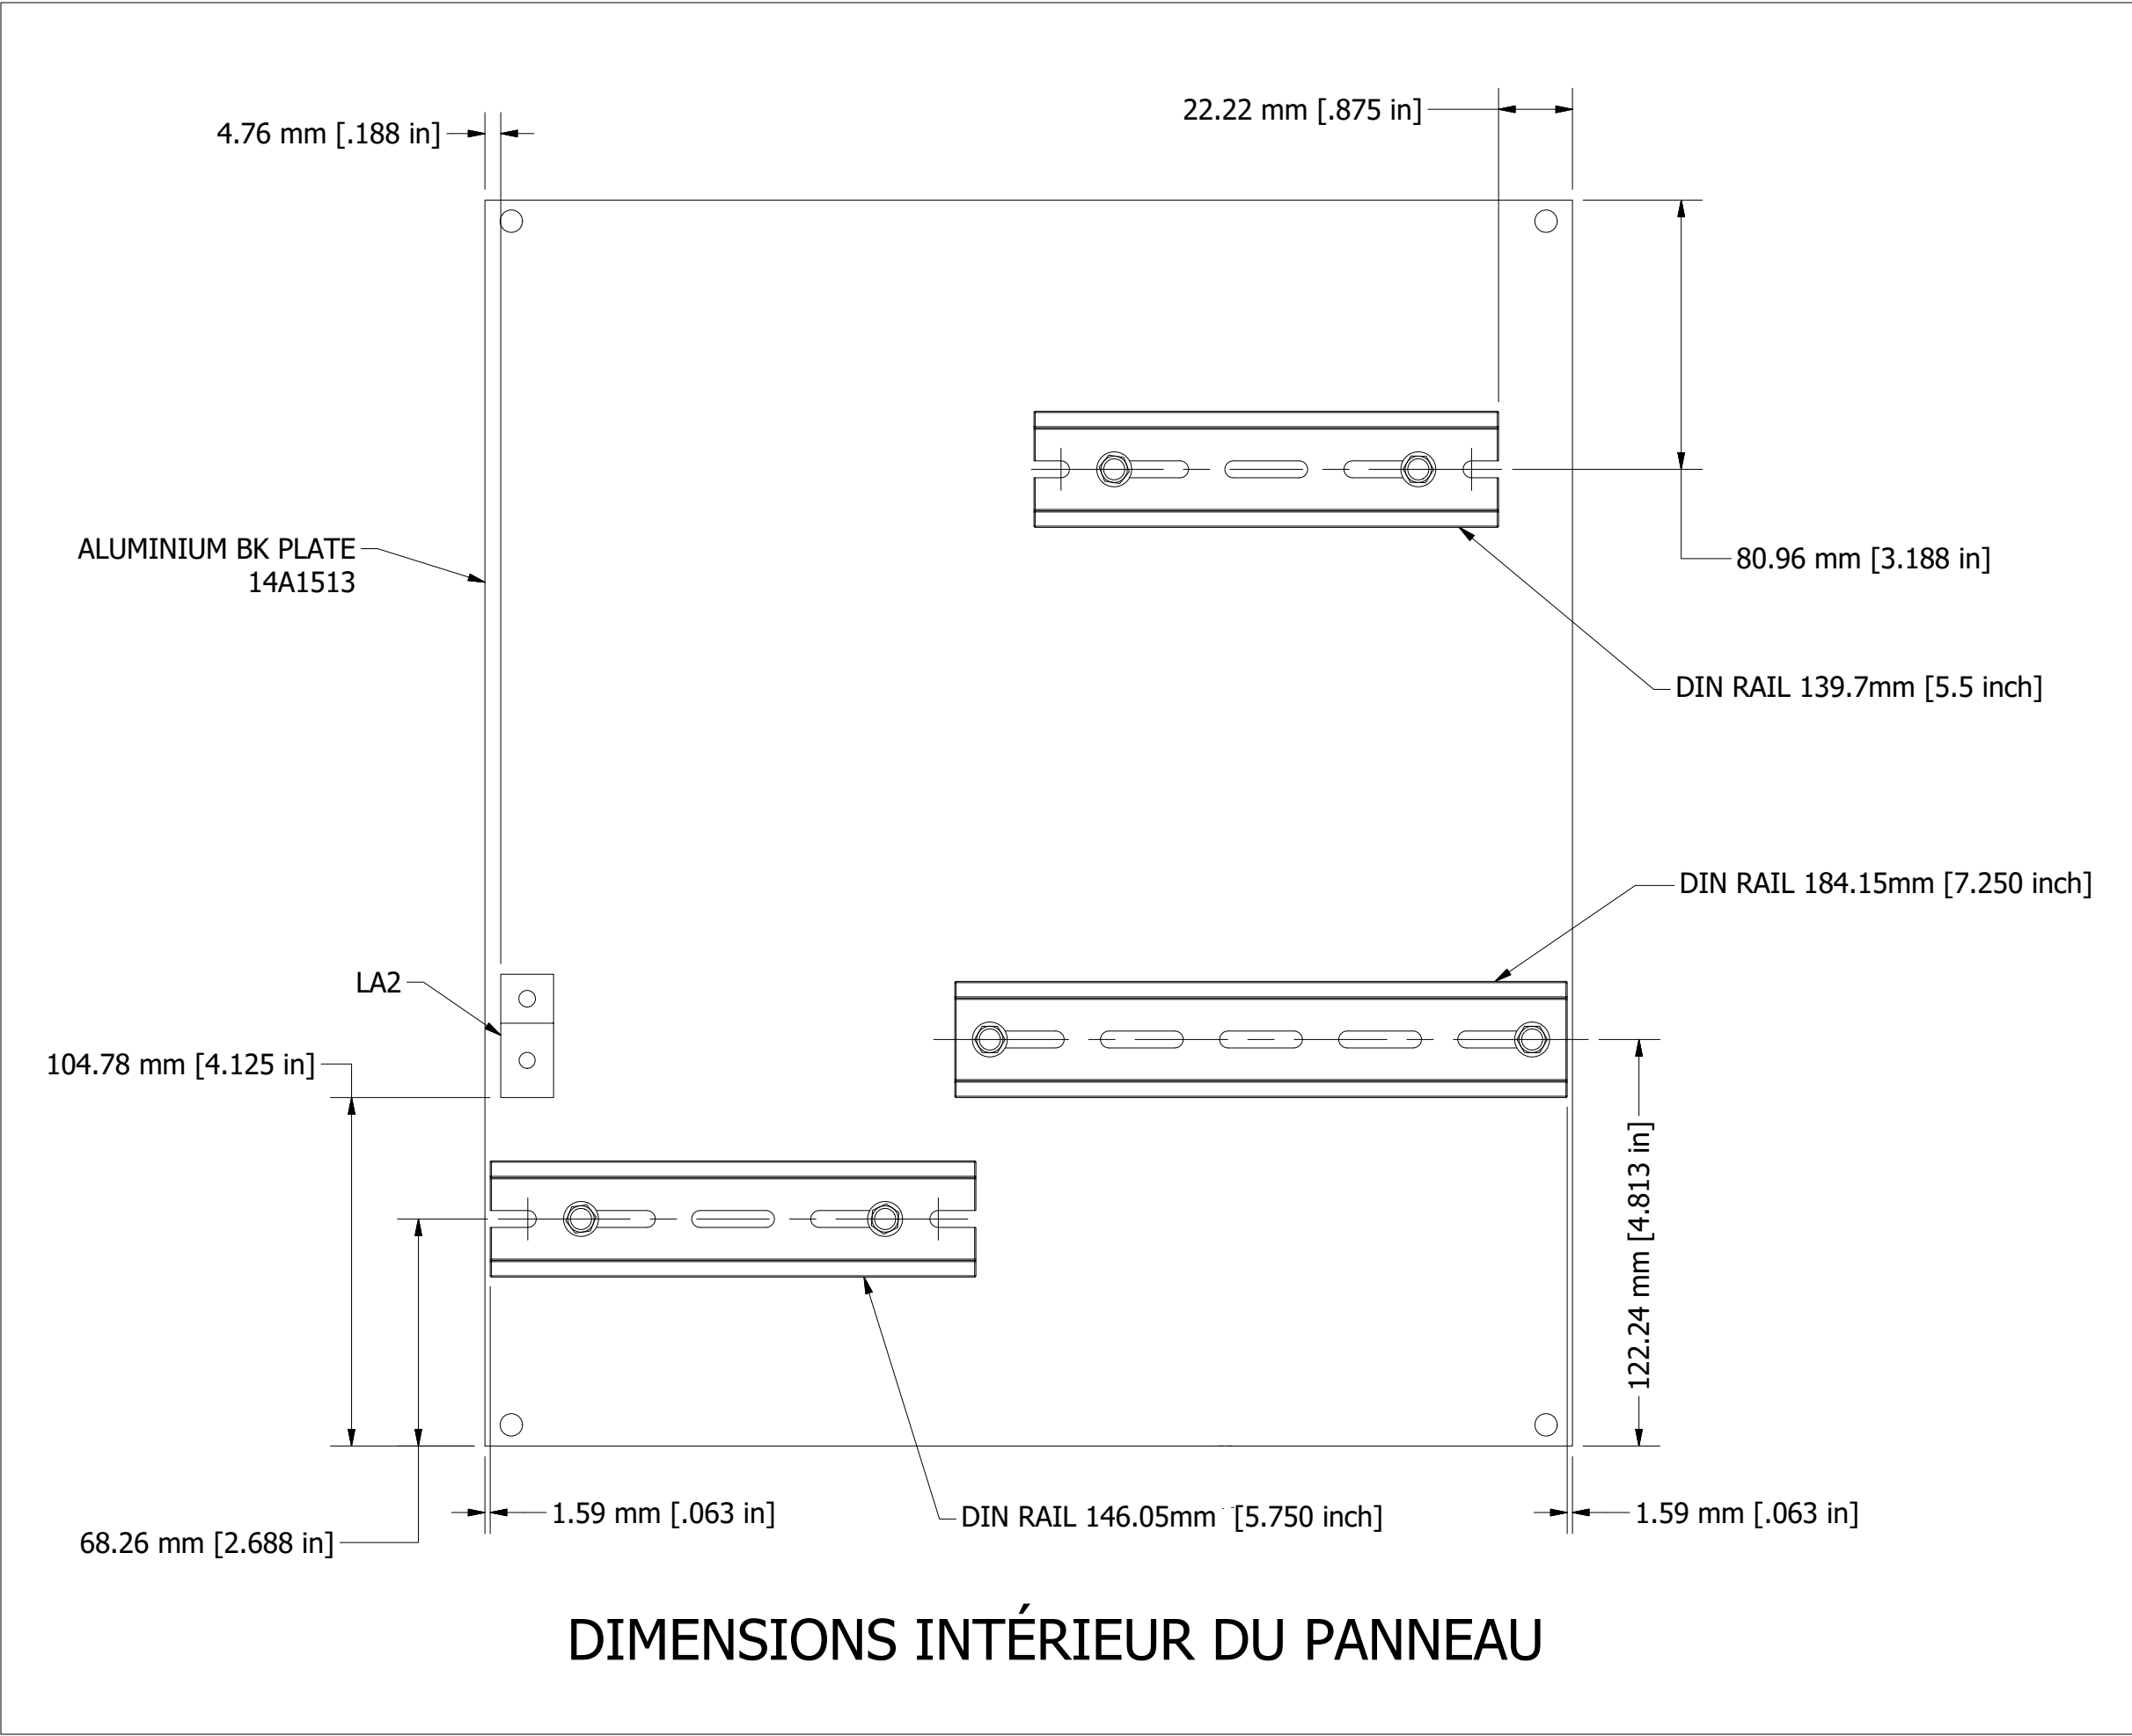 22.22 mm [.875 in]
4.76 mm [.188 in]
ALUMINIUM BK PLATE
14A1513
80.96 mm [3.188 in]
DIN RAIL 139.7mm [5.5 inch]
DIN RAIL 184.15mm [7.250 inch]
LA2
104.78 mm [4.125 in]
122.24 mm [4.813 in]
1.59 mm [.063 in]
DIN RAIL 146.05mm [5.750 inch]
1.59 mm [.063 in]
68.26 mm [2.688 in]
DIMENSIONS INTÉRIEUR DU PANNEAU